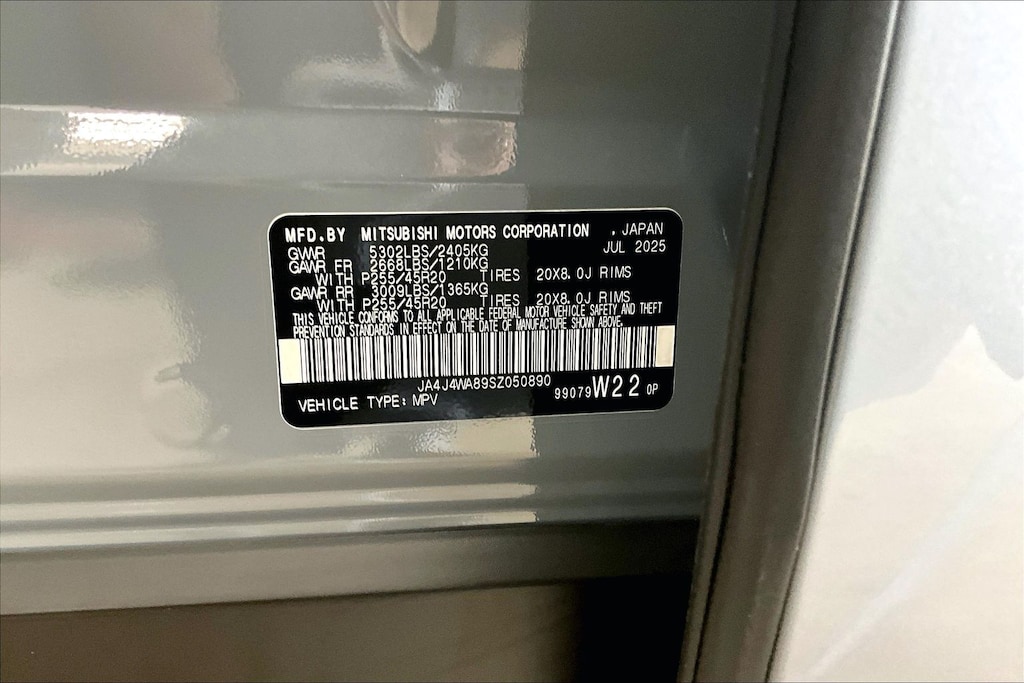 MFD.BY MITSUBISHI MOTORS CORPORATION , JAPAN
GVWR 5302LBS/2405KG JUL 2025
GAWR FR 2668LBS/1210KG
WITH P255/45R20 TIRES 20X8.0J RIMS
GAWR RR 3009LBS/1365KG
WITH P255/45R20 TIRES 20X8.0J RIMS
THIS VEHICLE CONFORMS TO ALL APPLICABLE FEDERAL MOTOR VEHICLE SAFETY AND THEFT
PREVENTION STANDARDS IN EFFECT ON THE DATE OF MANUFACTURE SHOWN ABOVE.
JA4J4WA89SZ050890
VEHICLE TYPE: MPV 99079 W22 0P